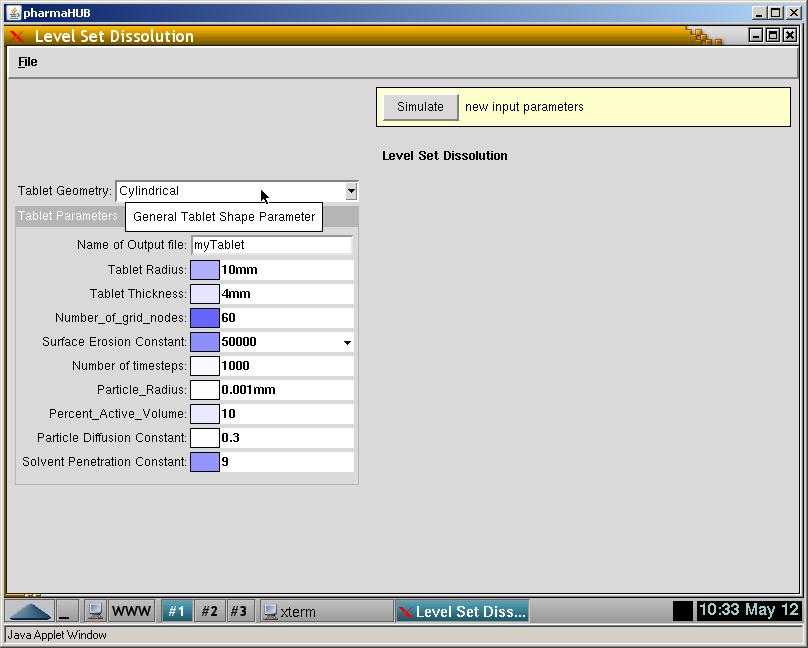 pharmaHUB
Level Set Dissolution
File
Simulate new input parameters
Level Set Dissolution
Tablet Geometry: Cylindrical
Tablet Parameters
General Tablet Shape Parameter
Name of Output file: myTablet
Tablet Radius: 10mm
Tablet Thickness: 4mm
Number_of_grid_nodes: 60
Surface Erosion Constant: 50000
Number of timesteps: 1000
Particle_Radius: 0.001mm
Percent_Active_Volume: 10
Particle Diffusion Constant: 0.3
Solvent Penetration Constant: 9
WWW #1 #2 #3 xterm Level Set Diss... 10:33 May 12
Java Applet Window